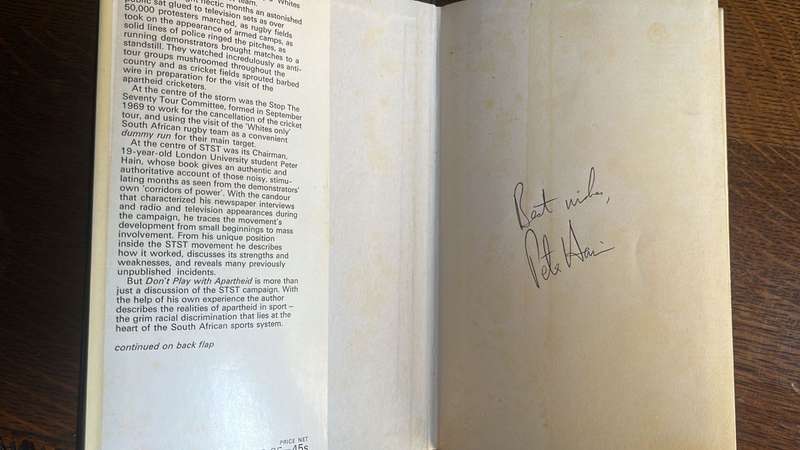 hectic months an astonished
public sat glued to television sets as over
50,000 protesters marched, as rugby fields
took on the appearance of armed camps, as
solid lines of police ringed the pitches, as
running demonstrators brought matches to a
standstill. They watched incredulously as anti-
tour groups mushroomed throughout the
country and as cricket fields sprouted barbed
wire in preparation for the visit of the
apartheid cricketers.
At the centre of the storm was the Stop The
Seventy Tour Committee, formed in September
1969 to work for the cancellation of the cricket
tour, and using the visit of the 'Whites only'
South African rugby team as a convenient
dummy run for their main target.
At the centre of STST was its Chairman,
19-year-old London University student Peter
Hain, whose book gives an authentic and
authoritative account of those noisy, stimu-
lating months as seen from the demonstrators'
own 'corridors of power'. With the candour
that characterized his newspaper interviews
and radio and television appearances during
the campaign, he traces the movement's
development from small beginnings to mass
involvement. From his unique position
inside the STST movement he describes
how it worked, discusses its strengths and
weaknesses, and reveals many previously
unpublished incidents.
But Don't Play with Apartheid is more than
just a discussion of the STST campaign. With
the help of his own experience the author
describes the realities of apartheid in sport –
the grim racial discrimination that lies at the
heart of the South African sports system.
continued on back flap
PRICE NET
45s
Best wishes,
Peter Hain